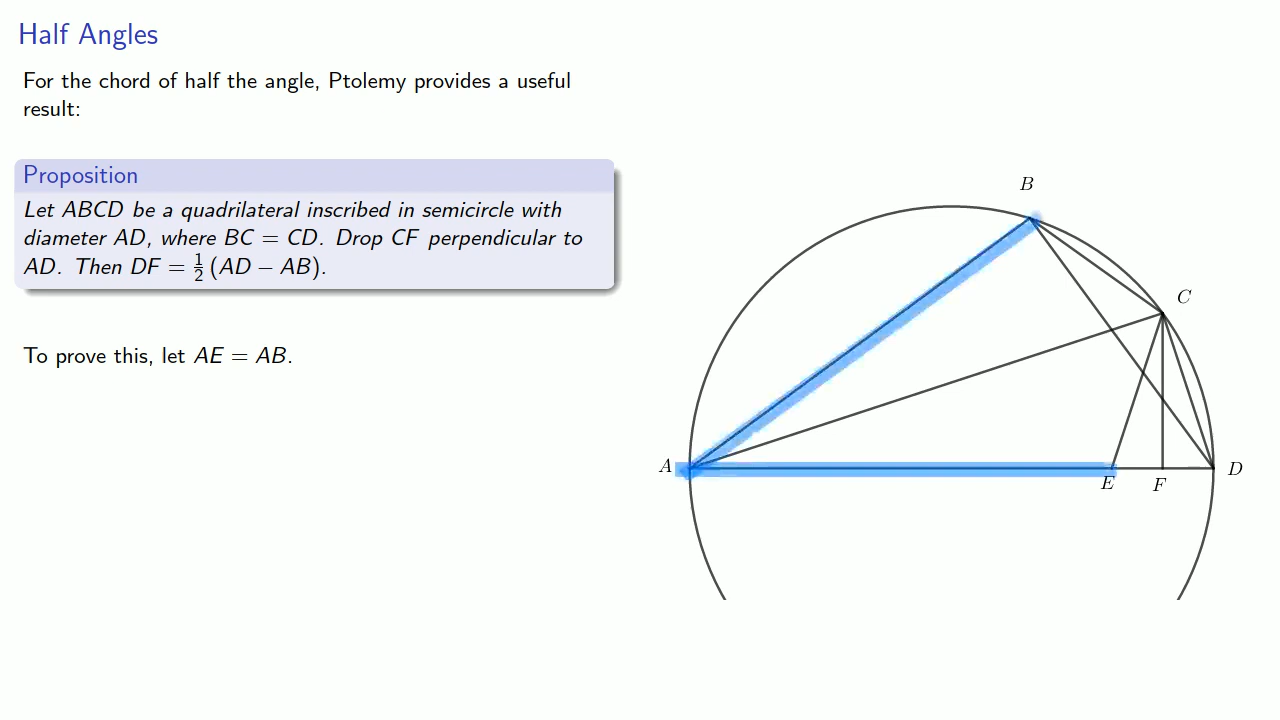 Half Angles
For the chord of half the angle, Ptolemy provides a useful
result:
Proposition
Let ABCD be a quadrilateral inscribed in semicircle with
diameter AD, where BC = CD. Drop CF perpendicular to
AD. Then DF = 1/2 (AD − AB).
To prove this, let AE = AB.
B
C
A
E
F
D